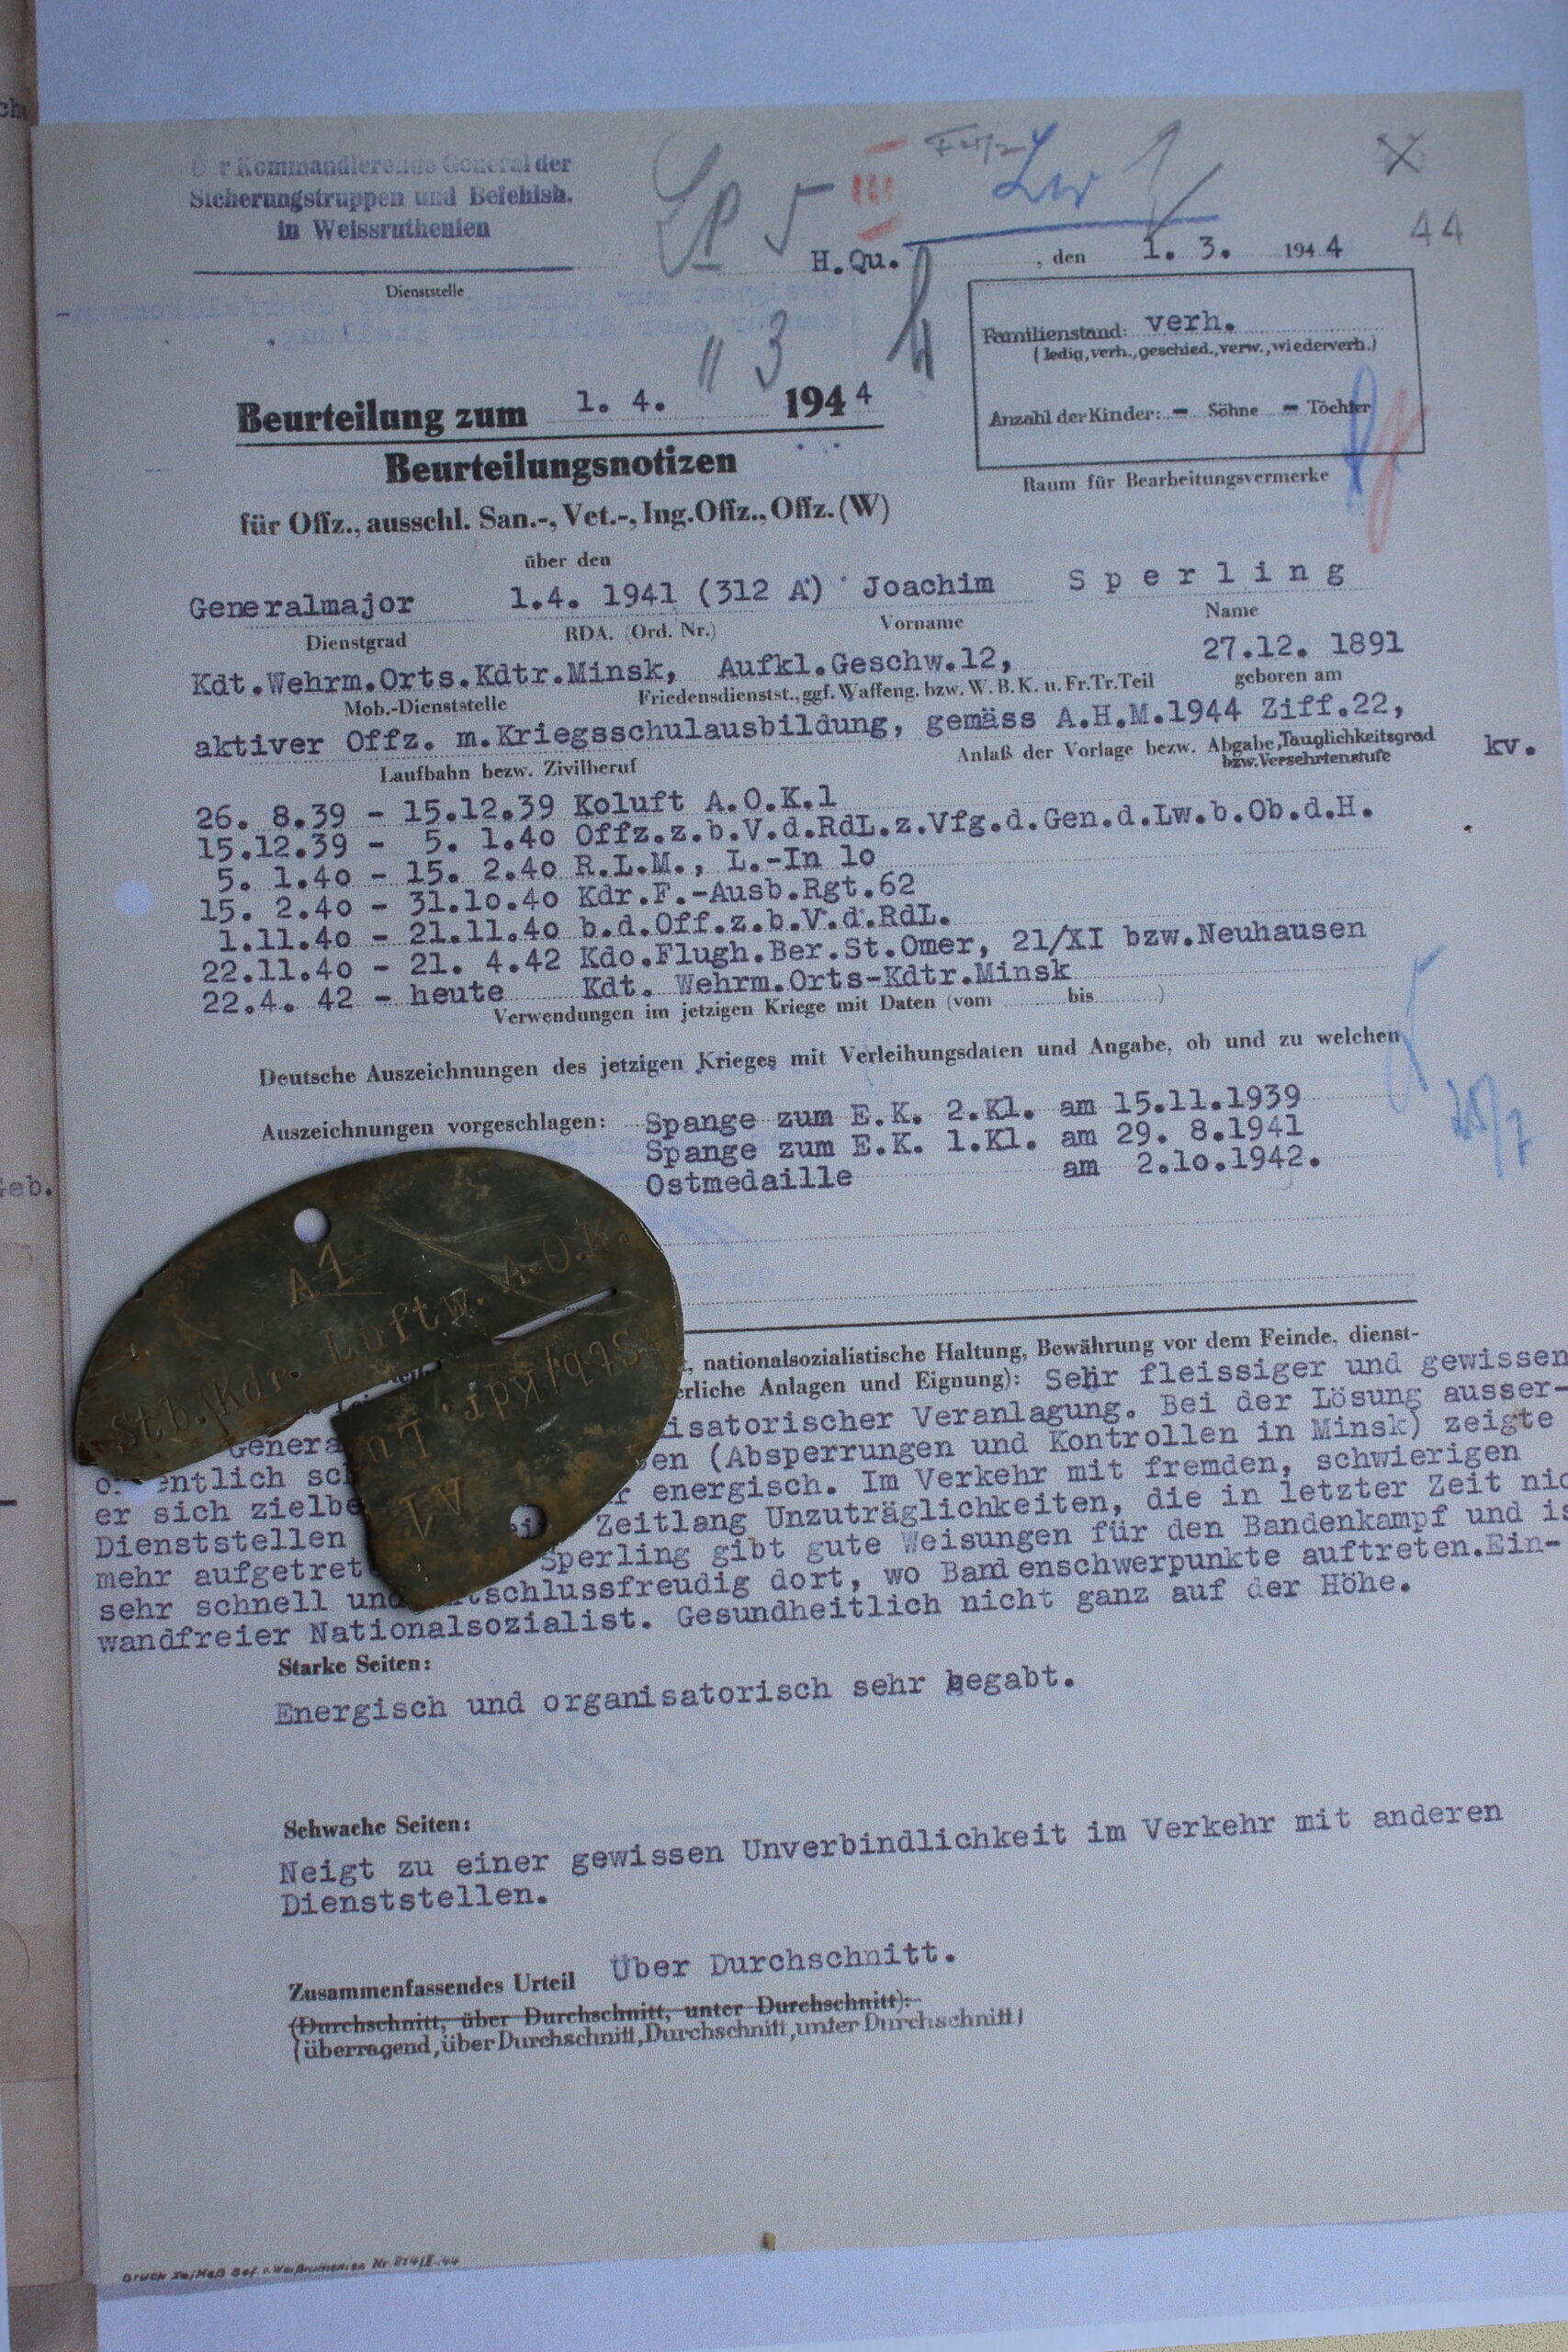 Der Kommandierende General der
Sicherungstruppen und Befehlsh.
in Weissruthenien
Dienststelle
Lw
44
H.Qu. , den 1. 3. 1944
Familienstand: verh.
(ledig, verh., geschied., verw., wiederverh.)
Anzahl der Kinder: - Söhne - Töchter
Raum für Bearbeitungsvermerke
Beurteilung zum 1. 4. 1944
Beurteilungsnotizen
für Offz., ausschl. San.-, Vet.-, Ing.Offz., Offz. (W)
über den
Generalmajor 1.4. 1941 (312 A) Joachim Sperling
Dienstgrad RDA. (Ord. Nr.) Vorname Name
Kdt.Wehrm.Orts.Kdtr.Minsk, Aufkl.Geschw.12, 27.12. 1891
Mob.-Dienststelle Friedensdienstst., ggf. Waffeng. bzw. W. B. K. u. Fr.Tr.Teil geboren am
aktiver Offz. m.Kriegsschulausbildung, gemäss A.H.M.1944 Ziff.22, kv.
Laufbahn bezw. Zivilberuf Anlaß der Vorlage bezw. Abgabe, Tauglichkeitsgrad
bzw. Versehrtenstufe
26. 8.39 - 15.12.39 Koluft A.O.K.1
15.12.39 - 5. 1.40 Offz.z.b.V.d.RdL.z.Vfg.d.Gen.d.Lw.b.Ob.d.H.
5. 1.40 - 15. 2.40 R.L.M., L.-In 10
15. 2.40 - 31.10.40 Kdr.F.-Ausb.Rgt.62
1.11.40 - 21.11.40 b.d.Off.z.b.V.d.RdL.
22.11.40 - 21. 4.42 Kdo.Flugh.Ber.St.Omer, 21/XI bzw.Neuhausen
22.4. 42 - heute Kdt. Wehrm.Orts-Kdtr.Minsk
Verwendungen im jetzigen Kriege mit Daten (vom bis )
Deutsche Auszeichnungen des jetzigen Krieges mit Verleihungsdaten und Angabe, ob und zu welchen
Auszeichnungen vorgeschlagen: Spange zum E.K. 2.Kl. am 15.11.1939
Spange zum E.K. 1.Kl. am 29. 8.1941
Ostmedaille am 2.10.1942.
A1
Stb./Kdr. Luftw. A.O.K.
Stb/Kdr. Lu
A1
nationalsozialistische Haltung, Bewährung vor dem Feinde, dienst-
erliche Anlagen und Eignung): Sehr fleissiger und gewissen
Genera isatorischer Veranlagung. Bei der Lösung ausser-
entlich sc en (Absperrungen und Kontrollen in Minsk) zeigte
er sich zielbe r energisch. Im Verkehr mit fremden, schwierigen
Dienststellen Zeitlang Unzuträglichkeiten, die in letzter Zeit nic
mehr aufgetret Sperling gibt gute Weisungen für den Bandenkampf und is
sehr schnell und tschlussfreudig dort, wo Bandenschwerpunkte auftreten.Ein-
wandfreier Nationalsozialist. Gesundheitlich nicht ganz auf der Höhe.
Starke Seiten:
Energisch und organisatorisch sehr begabt.
Schwache Seiten:
Neigt zu einer gewissen Unverbindlichkeit im Verkehr mit anderen
Dienststellen.
Zusammenfassendes Urteil Über Durchschnitt.
(Durchschnitt, über Durchschnitt, unter Durchschnitt):
(überragend, über Durchschnitt, Durchschnitt, unter Durchschnitt)